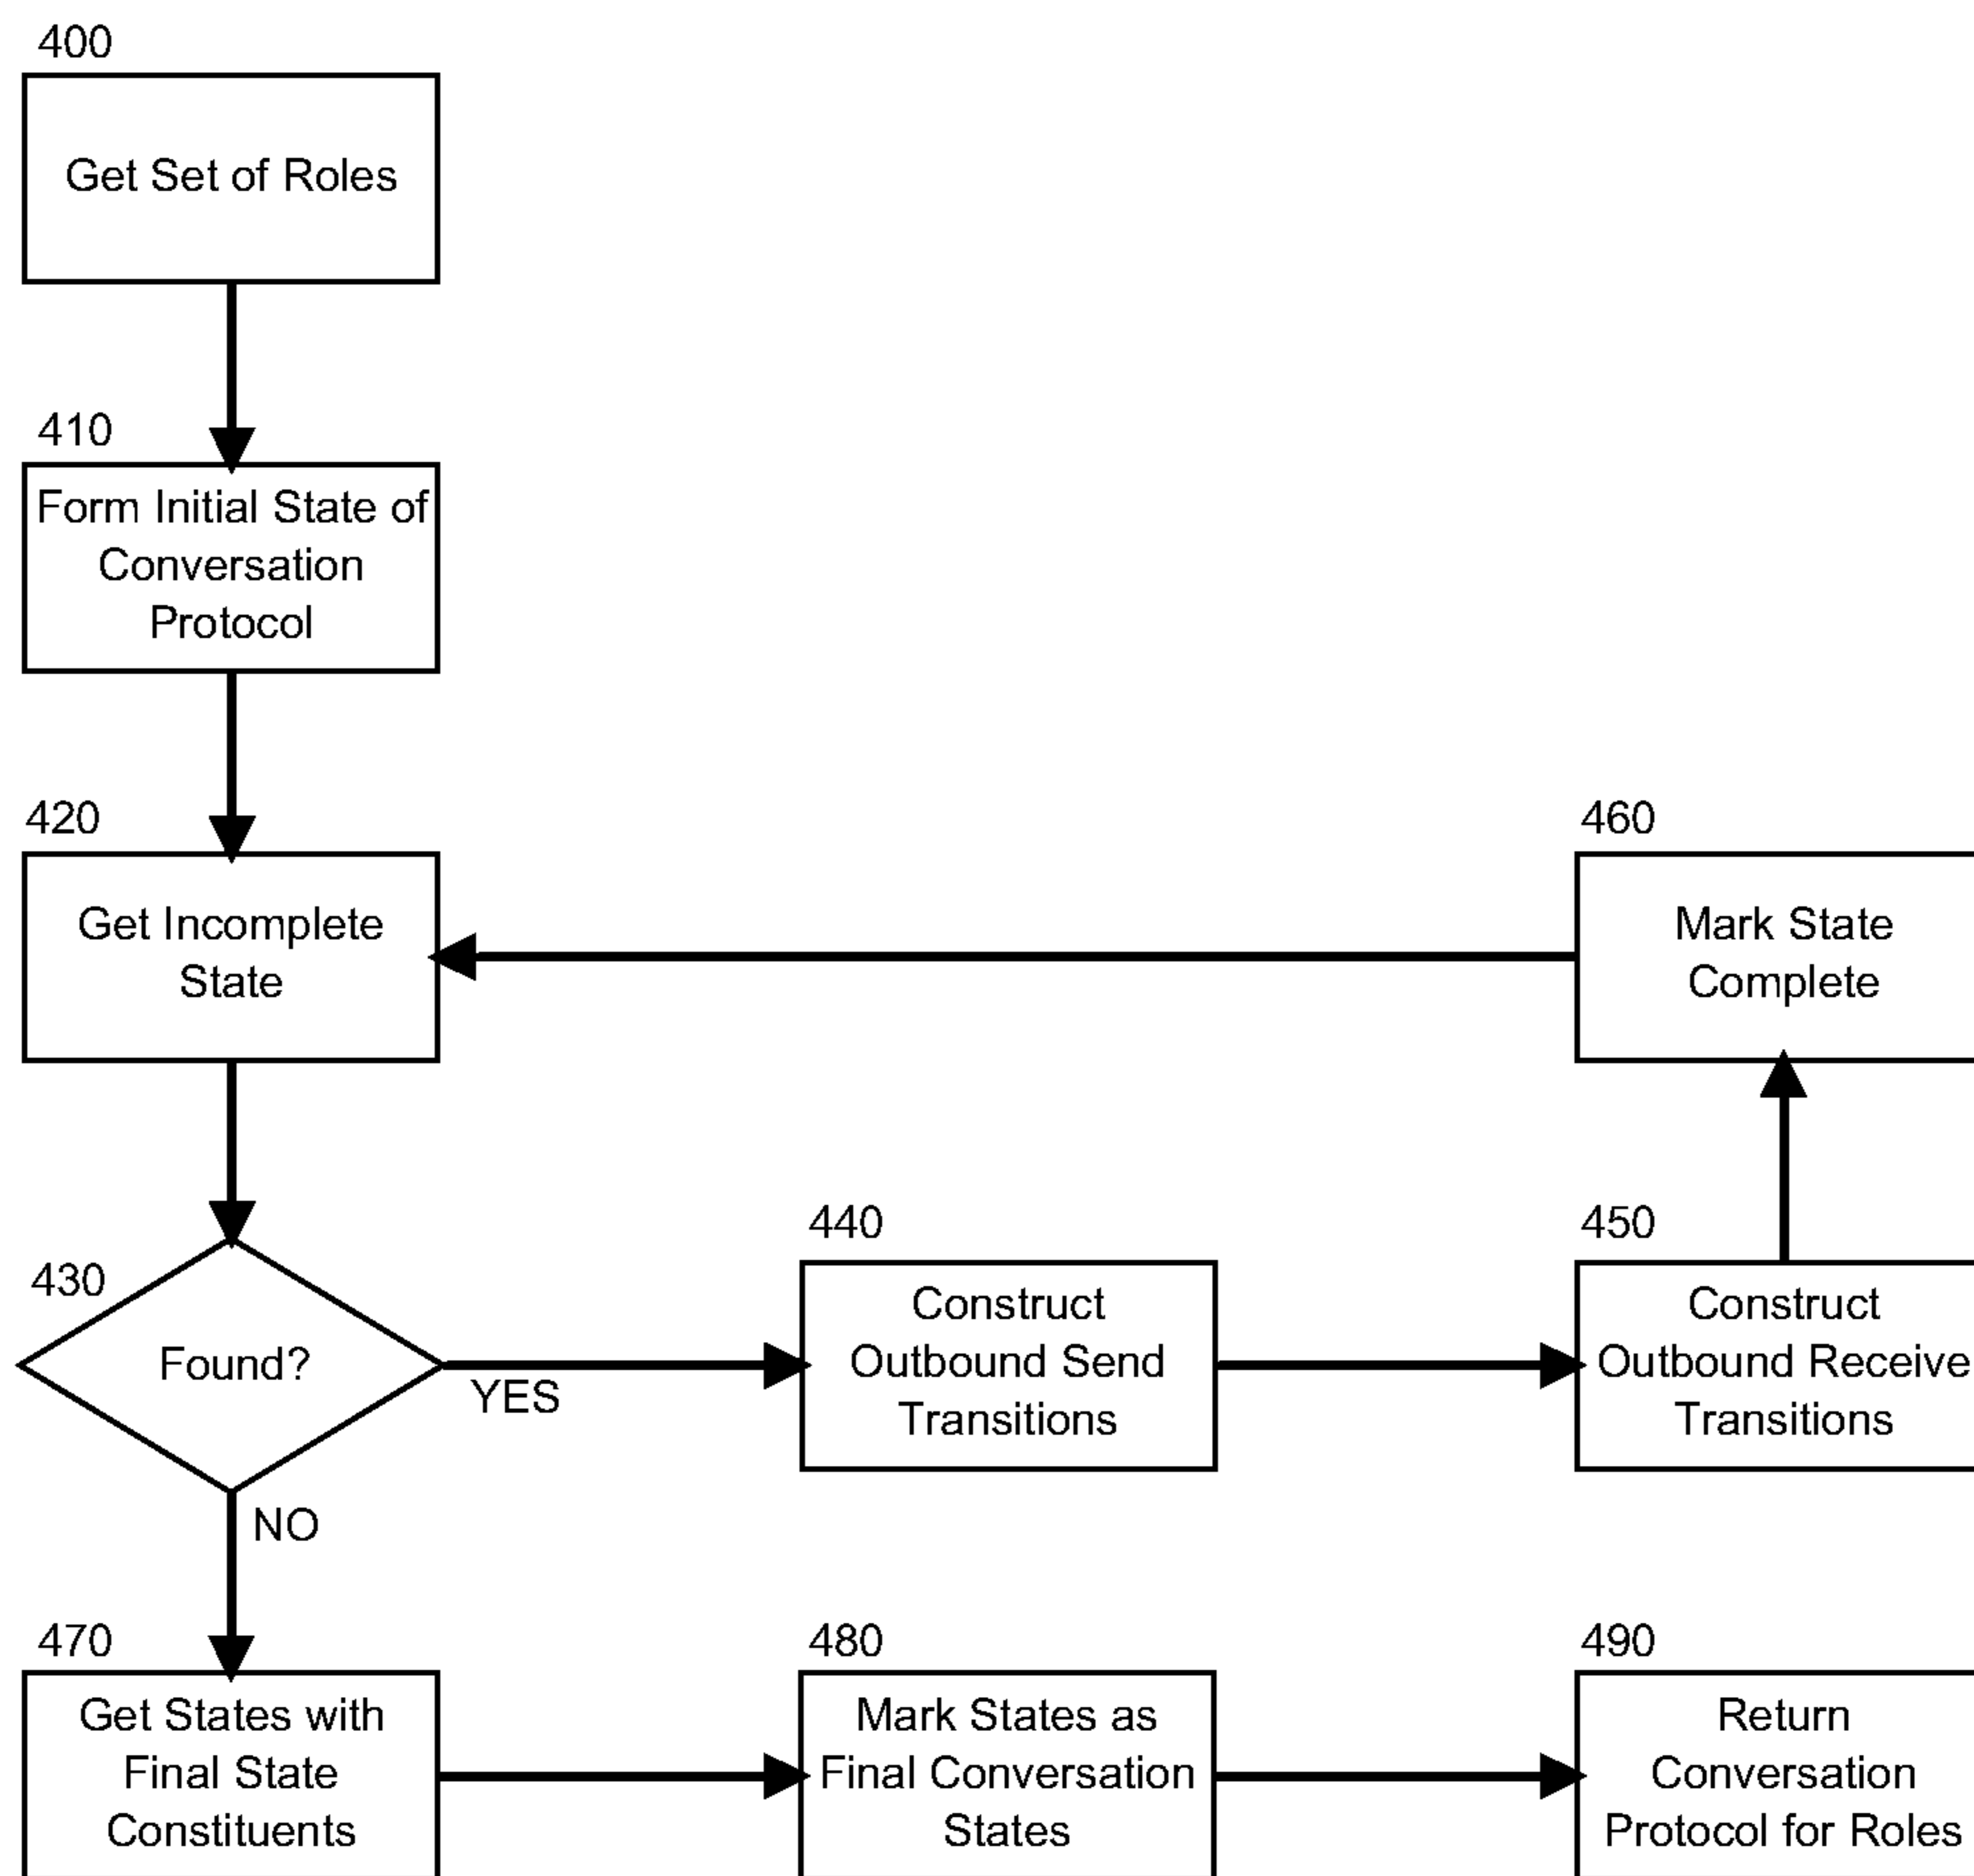 400
Get Set of Roles
410
Form Initial State of
Conversation
Protocol
420
Get Incomplete
State
460
Mark State
Complete
430
Found?
YES
NO
440
Construct
Outbound Send
Transitions
450
Construct
Outbound Receive
Transitions
470
Get States with
Final State
Constituents
480
Mark States as
Final Conversation
States
490
Return
Conversation
Protocol for Roles